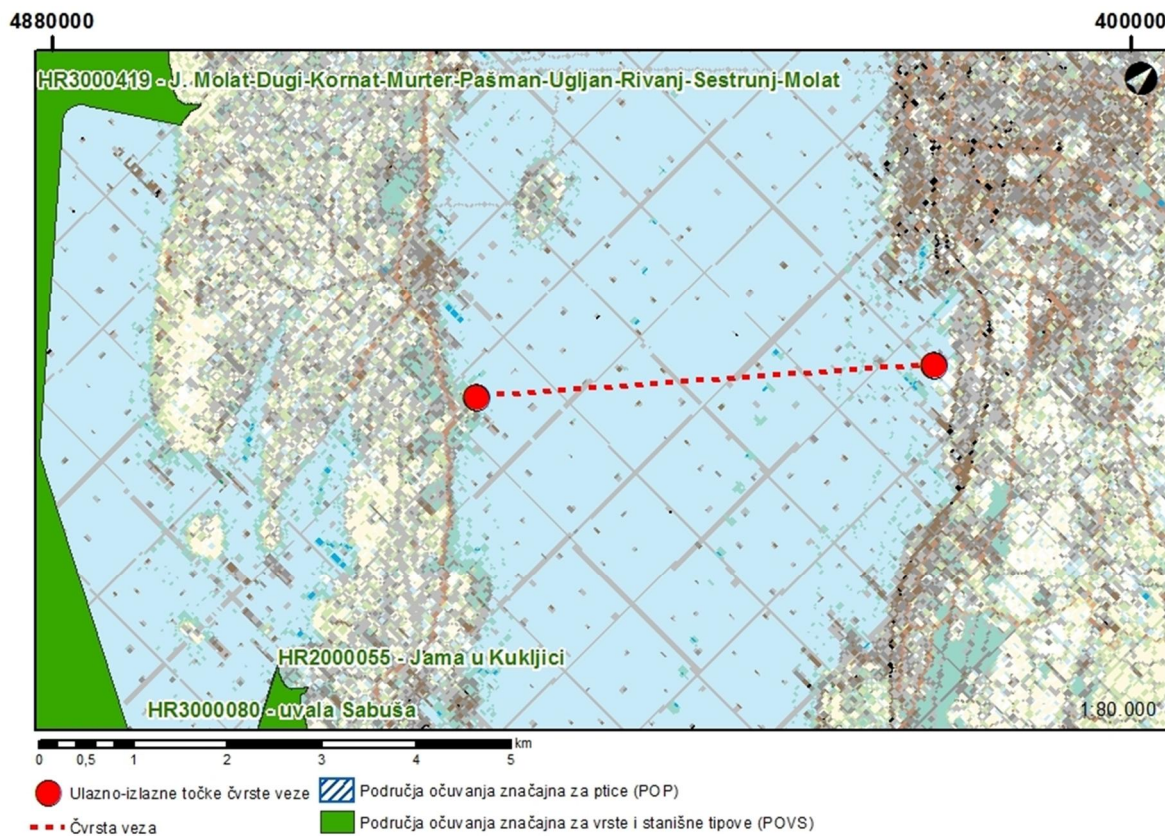 4880000
400000
HR3000419 - J. Molat-Dugi-Kornat-Murter-Pašman-Ugljan-Rivanj-Sestrunj-Molat
HR2000055 - Jama u Kukljici
HR3000080 - uvala Sabuša
1:80.000
km
0 0,5 1 2 3 4 5
Ulazno-izlazne točke čvrste veze
Područja očuvanja značajna za ptice (POP)
Čvrsta veza
Područja očuvanja značajna za vrste i stanišne tipove (POVS)